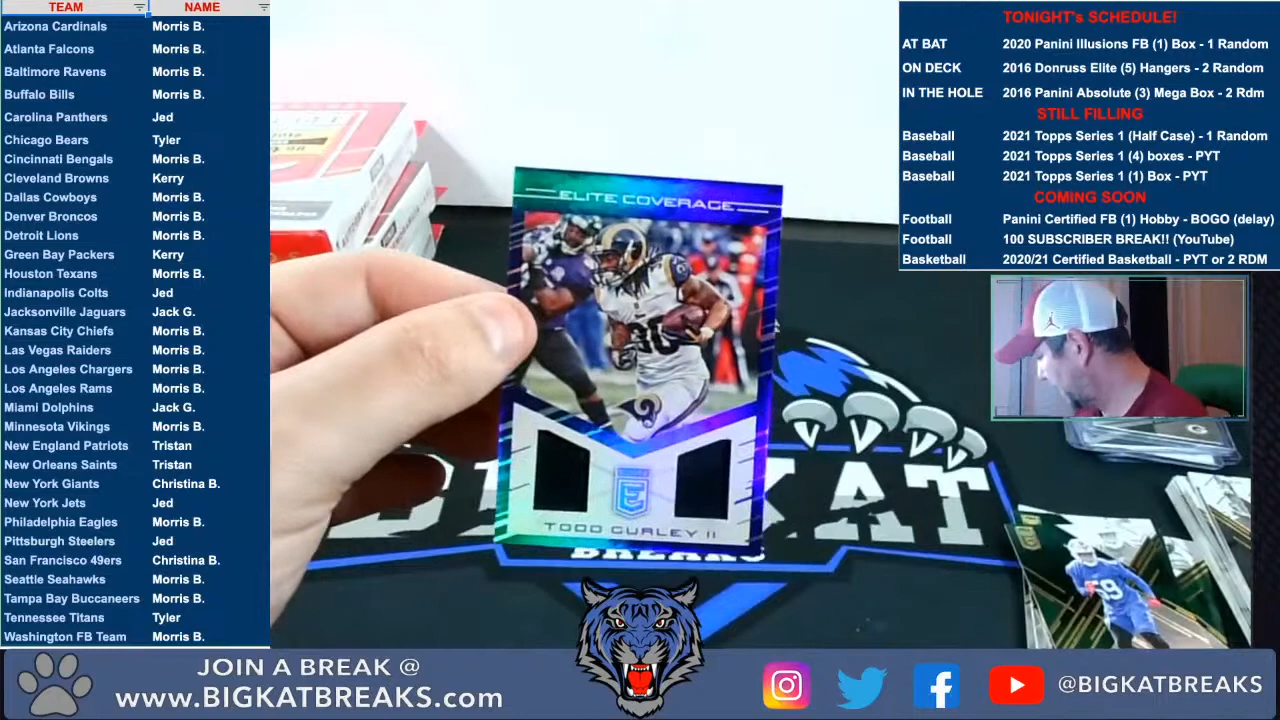 TEAM NAME
Arizona Cardinals Morris B.
Atlanta Falcons Morris B.
Baltimore Ravens Morris B.
Buffalo Bills Morris B.
Carolina Panthers Jed
Chicago Bears Tyler
Cincinnati Bengals Morris B.
Cleveland Browns Kerry
Dallas Cowboys Morris B.
Denver Broncos Morris B.
Detroit Lions Morris B.
Green Bay Packers Kerry
Houston Texans Morris B.
Indianapolis Colts Jed
Jacksonville Jaguars Jack G.
Kansas City Chiefs Morris B.
Las Vegas Raiders Morris B.
Los Angeles Chargers Morris B.
Los Angeles Rams Morris B.
Miami Dolphins Jack G.
Minnesota Vikings Morris B.
New England Patriots Tristan
New Orleans Saints Tristan
New York Giants Christina B.
New York Jets Jed
Philadelphia Eagles Morris B.
Pittsburgh Steelers Jed
San Francisco 49ers Christina B.
Seattle Seahawks Morris B.
Tampa Bay Buccaneers Morris B.
Tennessee Titans Tyler
Washington FB Team Morris B.
TONIGHT's SCHEDULE!
AT BAT 2020 Panini Illusions FB (1) Box - 1 Random
ON DECK 2016 Donruss Elite (5) Hangers - 2 Random
IN THE HOLE 2016 Panini Absolute (3) Mega Box - 2 Rdm
STILL FILLING
Baseball 2021 Topps Series 1 (Half Case) - 1 Random
Baseball 2021 Topps Series 1 (4) boxes - PYT
Baseball 2021 Topps Series 1 (1) Box - PYT
COMING SOON
Football Panini Certified FB (1) Hobby - BOGO (delay)
Football 100 SUBSCRIBER BREAK!! (YouTube)
Basketball 2020/21 Certified Basketball - PYT or 2 RDM
ELITE COVERAGE
30
E
TODD GURLEY II
KAT
BREAKS
59
G
JOIN A BREAK @
www.BIGKATBREAKS.com
@BIGKATBREAKS